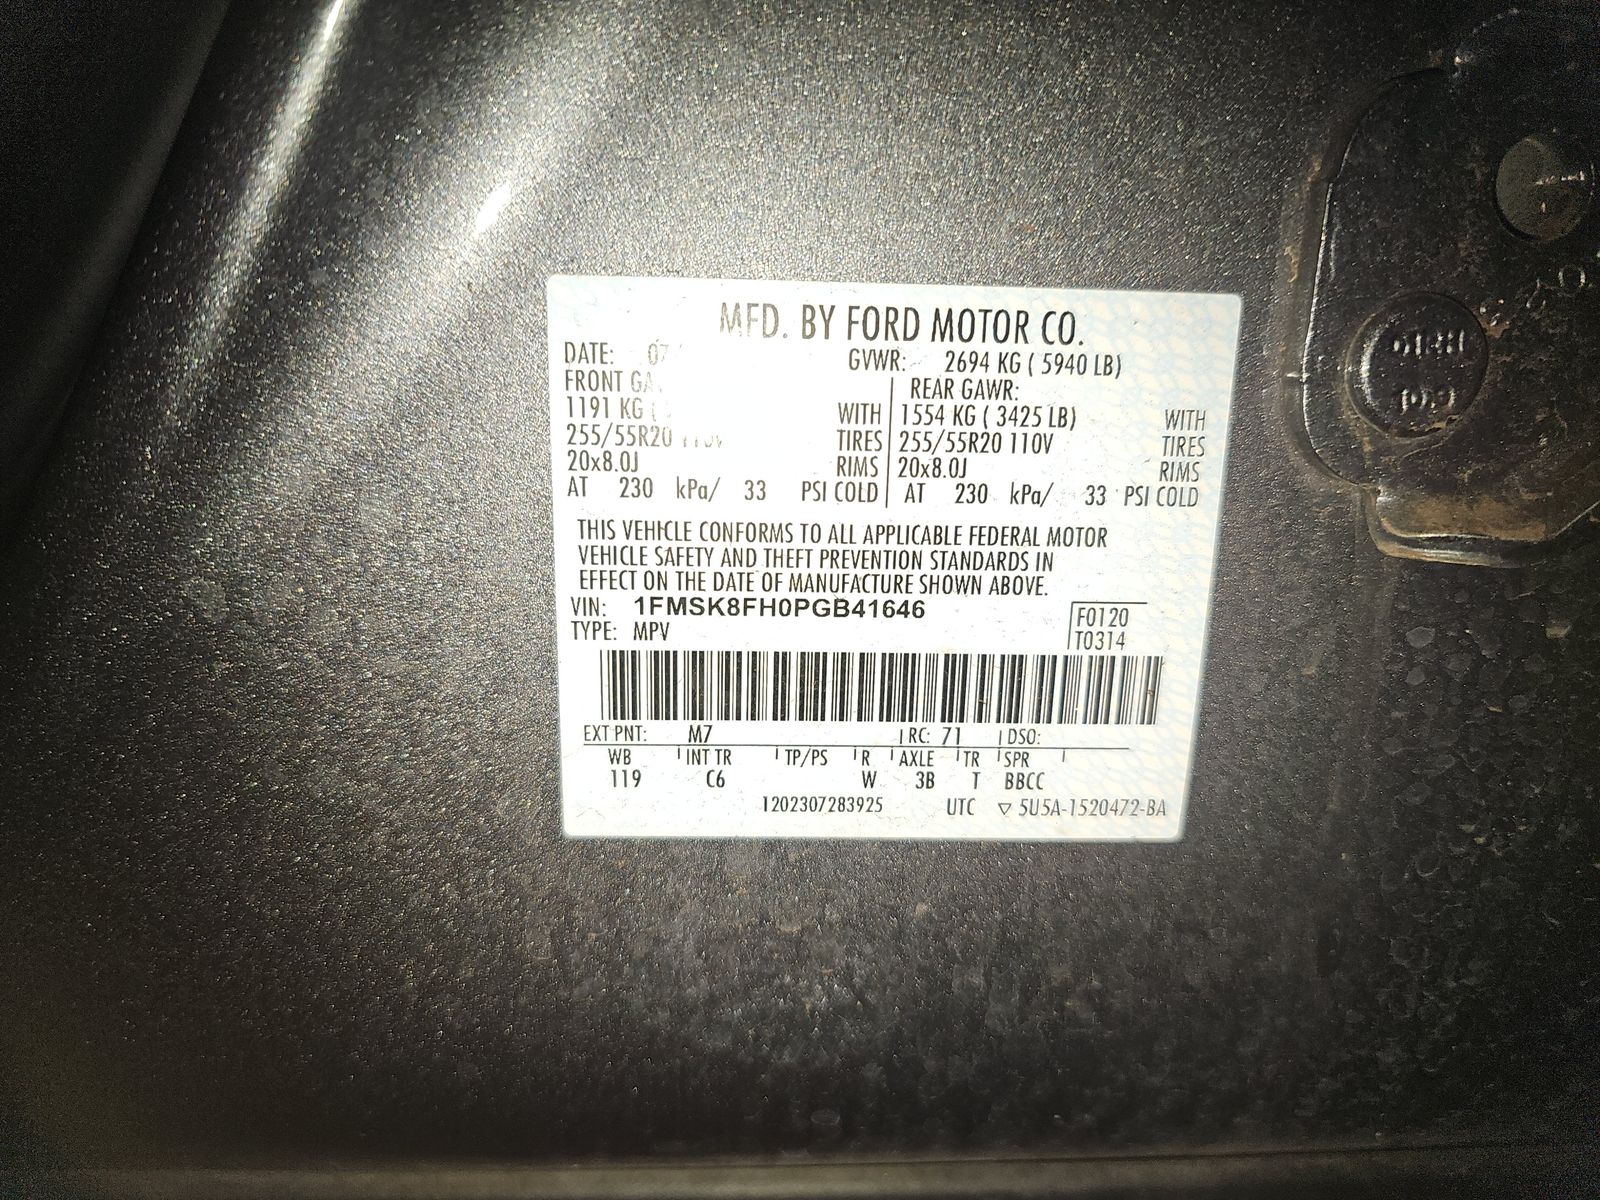 MFD. BY FORD MOTOR CO.
DATE: 07 GVWR: 2694 KG ( 5940 LB)
FRONT REAR GAWR:
1191 KG ( WITH 1554 KG ( 3425 LB) WITH
255/55R20 TIRES 255/55R20 110V TIRES
20x8.0J RIMS 20x8.0J RIMS
AT 230 kPa/ 33 PSI COLD AT 230 kPa/ 33 PSI COLD
THIS VEHICLE CONFORMS TO ALL APPLICABLE FEDERAL MOTOR
VEHICLE SAFETY AND THEFT PREVENTION STANDARDS IN
EFFECT ON THE DATE OF MANUFACTURE SHOWN ABOVE.
VIN: 1FMSK8FH0PGB41646
F0120
TYPE: MPV
T0314
EXT PNT: M7 RC: 71 DSO:
WB INT TR TP/PS R AXLE TR SPR
119 C6 W 3B T BBCC
1202307283925 UTC ▽ 5U5A-1520472-BA